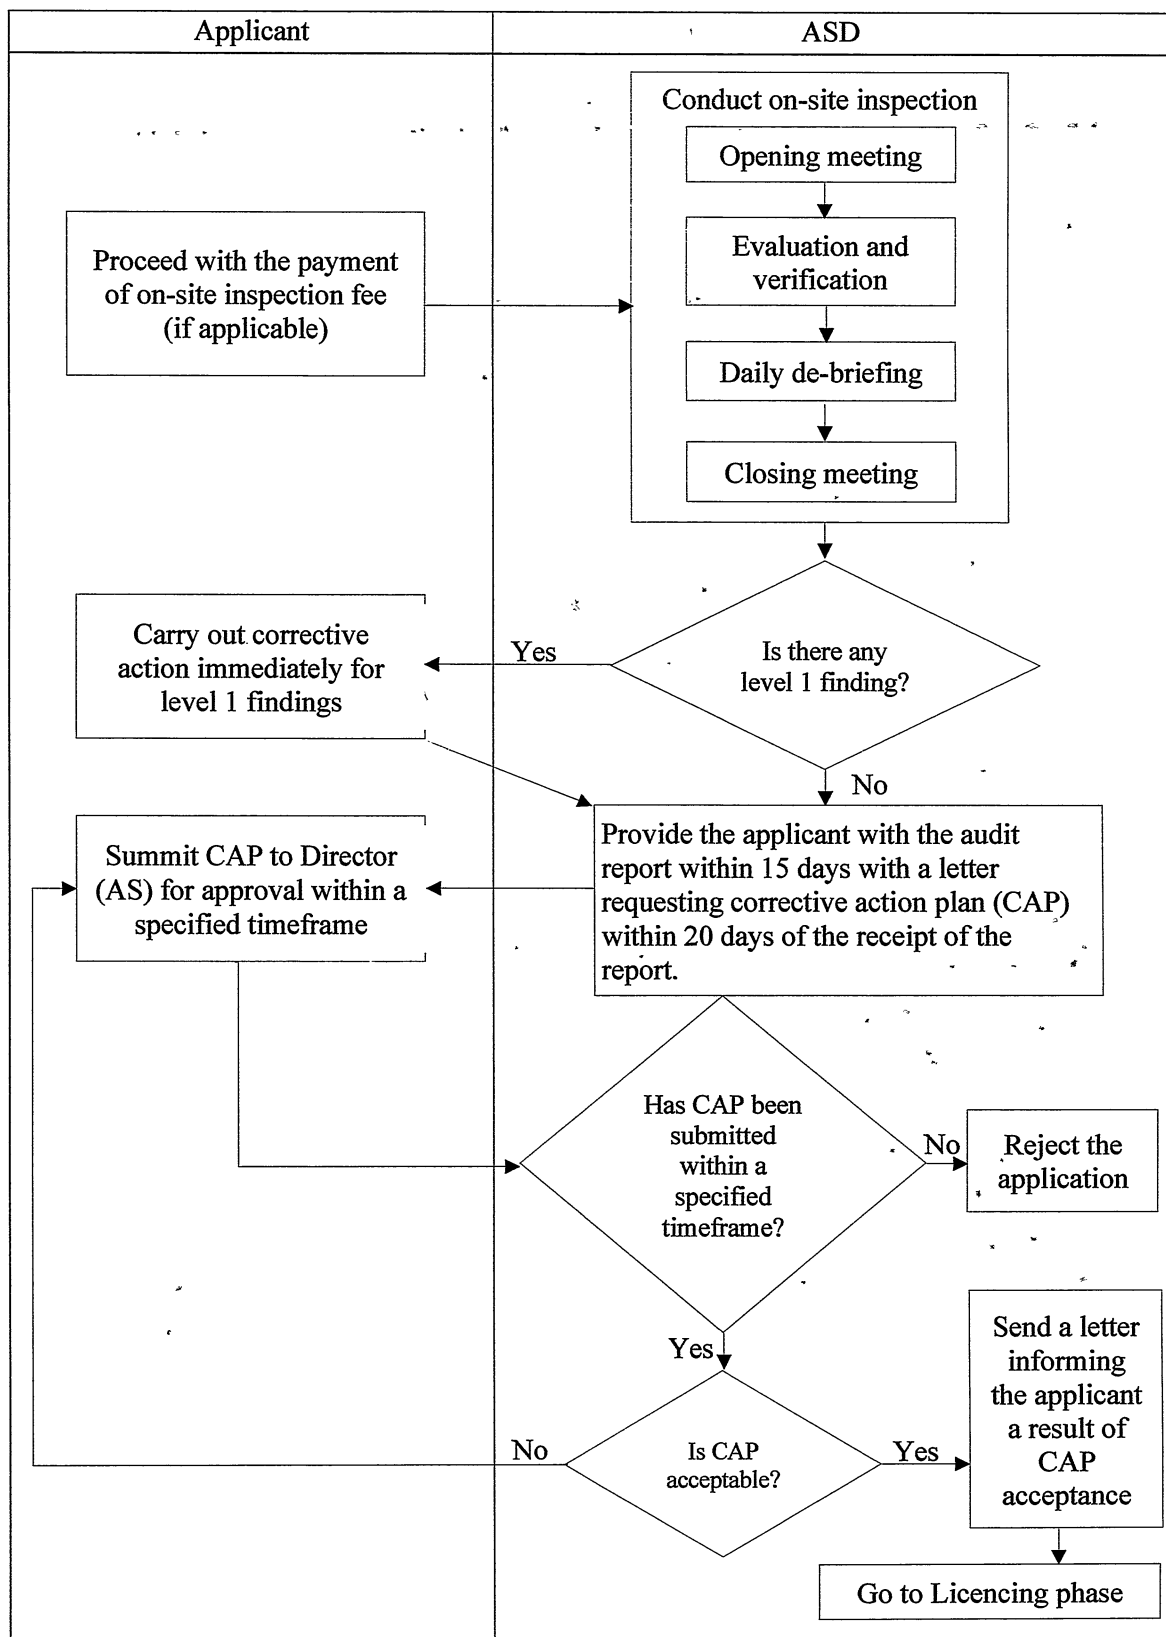 Applicant
ASD
Conduct on-site inspection
Opening meeting
Evaluation and
verification
Daily de-briefing
Closing meeting
Proceed with the payment
of on-site inspection fee
(if applicable)
Is there any
level 1 finding?
Yes
No
Carry out corrective
action immediately for
level 1 findings
Provide the applicant with the audit
report within 15 days with a letter
requesting corrective action plan (CAP)
within 20 days of the receipt of the
report.
Summit CAP to Director
(AS) for approval within a
specified timeframe
Has CAP been
submitted
within a
specified
timeframe?
No
Reject the
application
Yes
Is CAP
acceptable?
No
Yes
Send a letter
informing
the applicant
a result of
CAP
acceptance
Go to Licencing phase